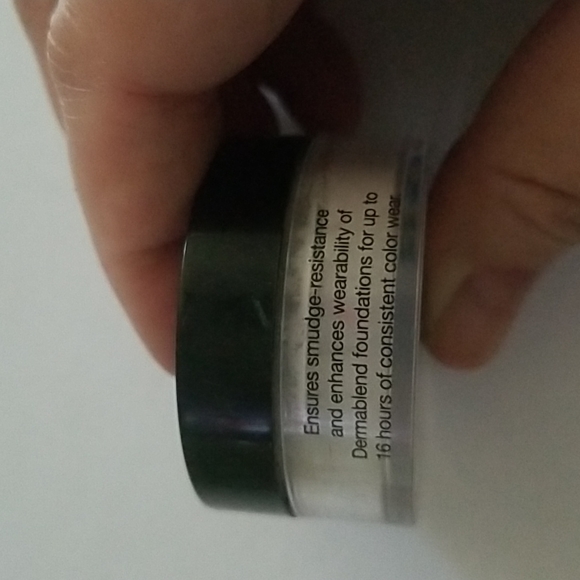 Ensures smudge-resistance
and enhances wearability of
Dermablend foundations for up to
16 hours of consistent color wear.